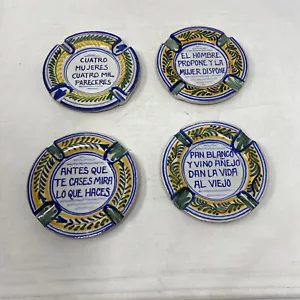 CUATRO
MUJERES
CUATRO MIL
PARECERES
EL HOMBRE
PROPONE Y LA
MUJER DISPONE
ANTES QUE
TE CASES MIRA
LO QUE HACES
PAN BLANCO
Y VINO AÑEJO
DAN LA VIDA
AL VIEJO